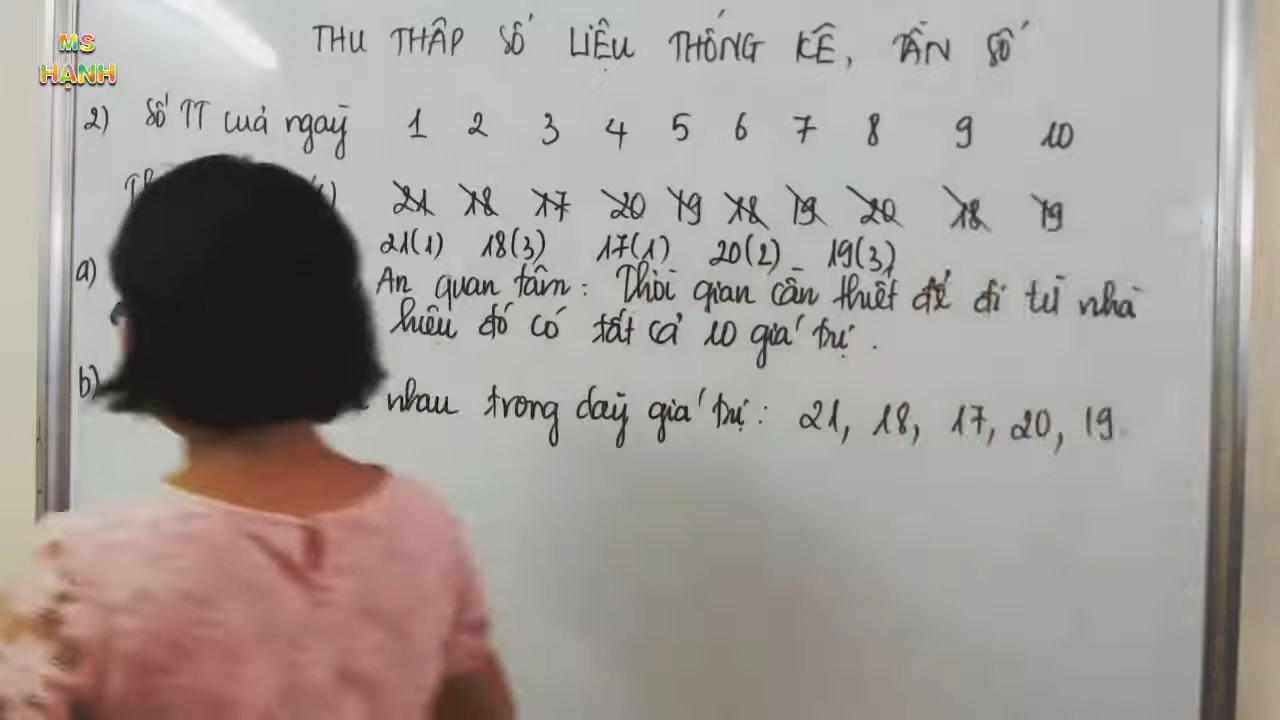 MS
HẠNH
THU THẬP SỐ LIỆU THỐNG KÊ, TẦN SỐ
2) Số TT của ngày 1 2 3 4 5 6 7 8 9 10
21 18 17 20 19 18 19 20 18 19
21(1) 18(3) 17(1) 20(2) 19(3)
a) An quan tâm: Thời gian cần thiết để đi từ nhà
hiệu đó có tất cả 10 giá trị.
b) nhau trong dãy giá trị: 21, 18, 17, 20, 19